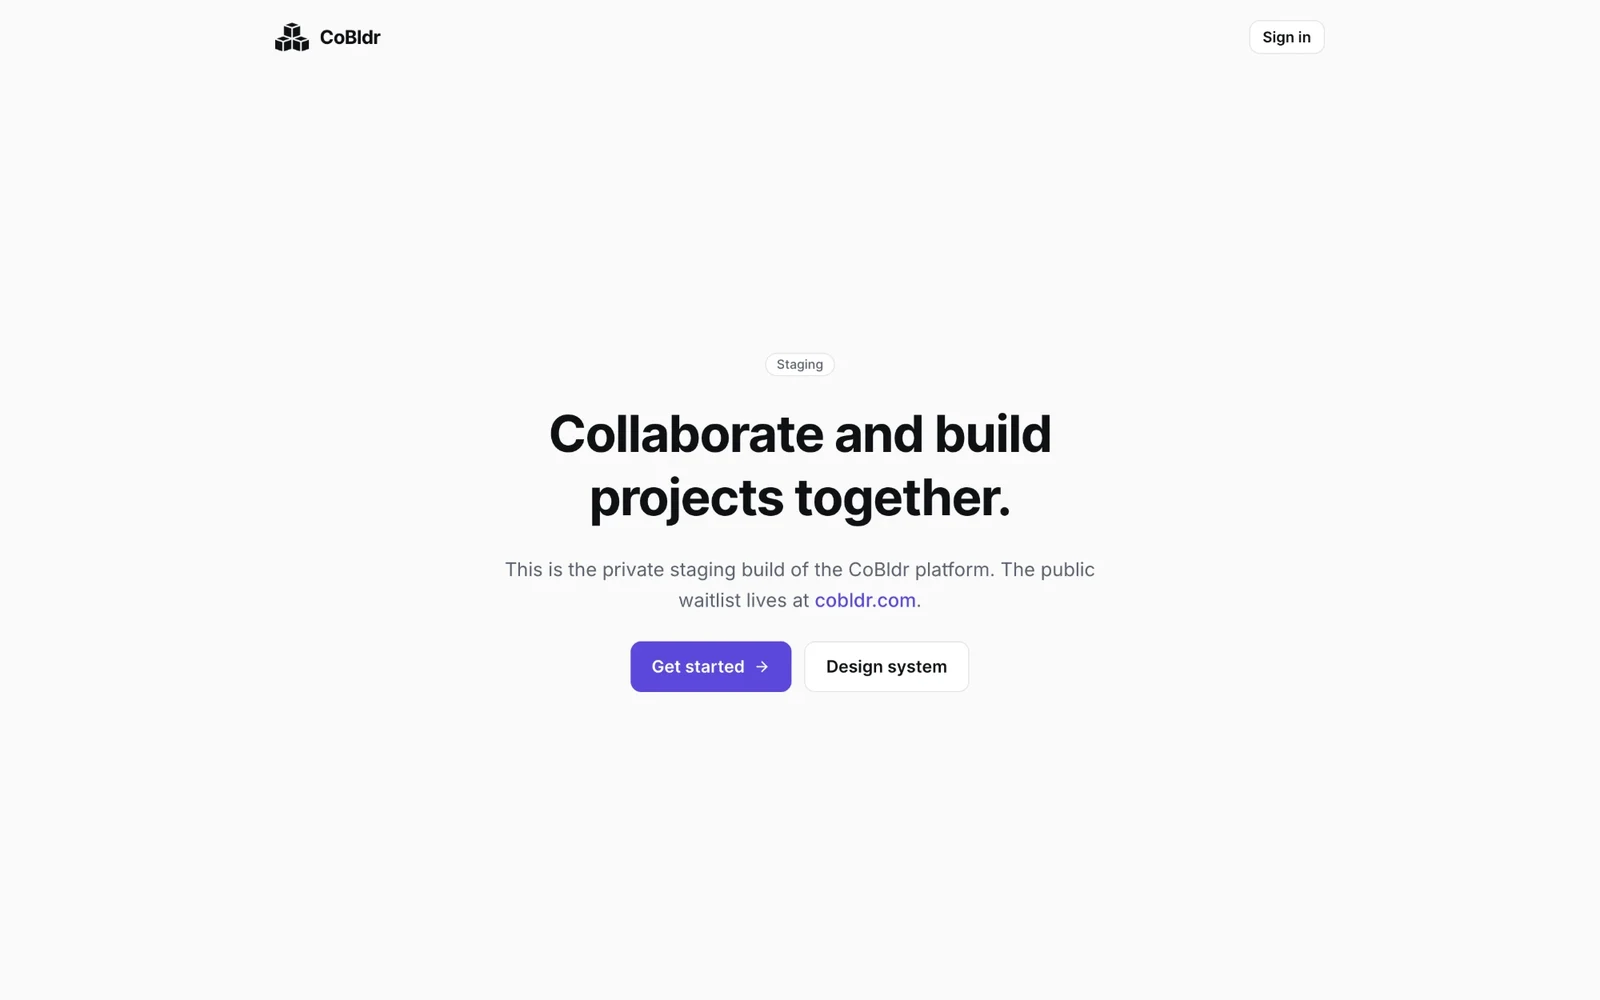 CoBldr
Sign in
Staging
Collaborate and build
projects together.
This is the private staging build of the CoBldr platform. The public
waitlist lives at cobldr.com.
Get started →
Design system